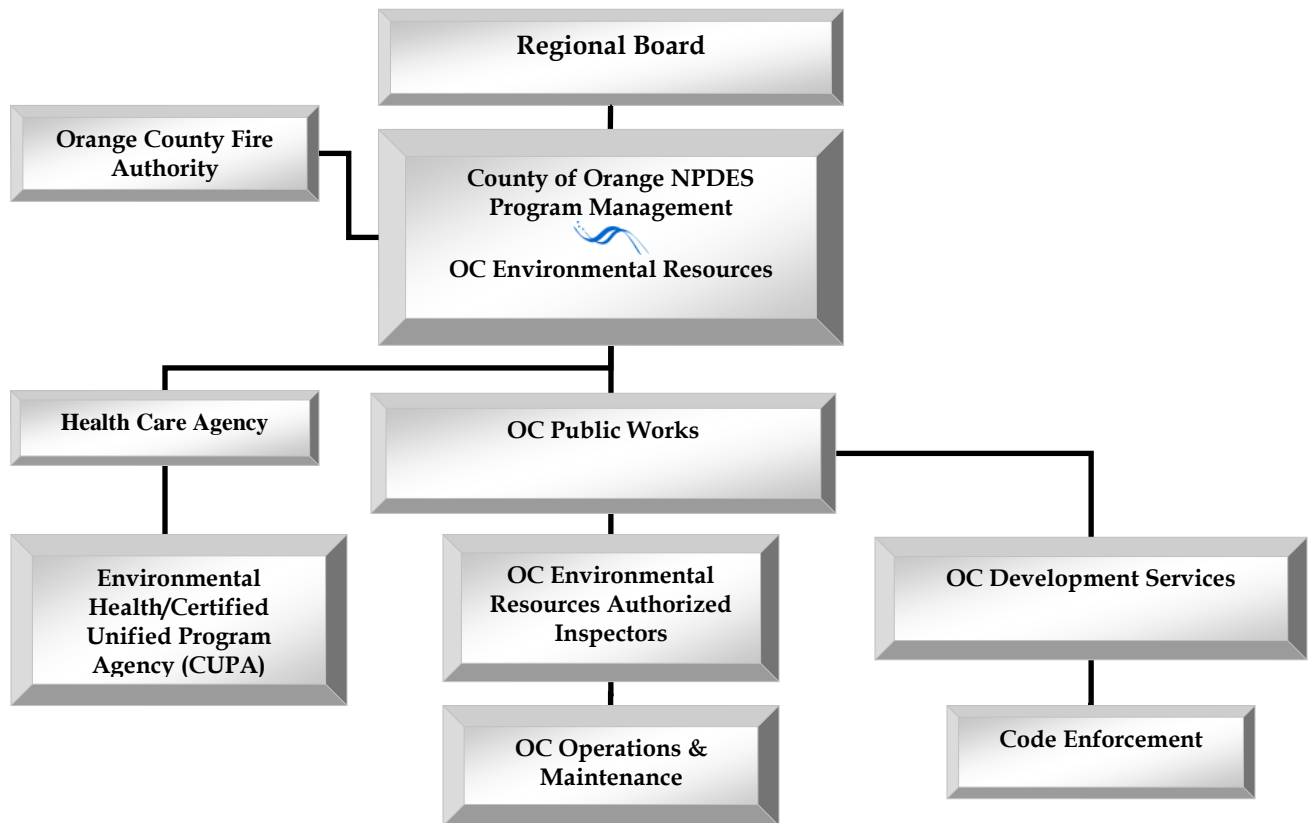 Regional Board
Orange County Fire
Authority
County of Orange NPDES
Program Management
OC Environmental Resources
Health Care Agency
OC Public Works
Environmental
Health/Certified
Unified Program
Agency (CUPA)
OC Environmental
Resources Authorized
Inspectors
OC Development Services
OC Operations &
Maintenance
Code Enforcement